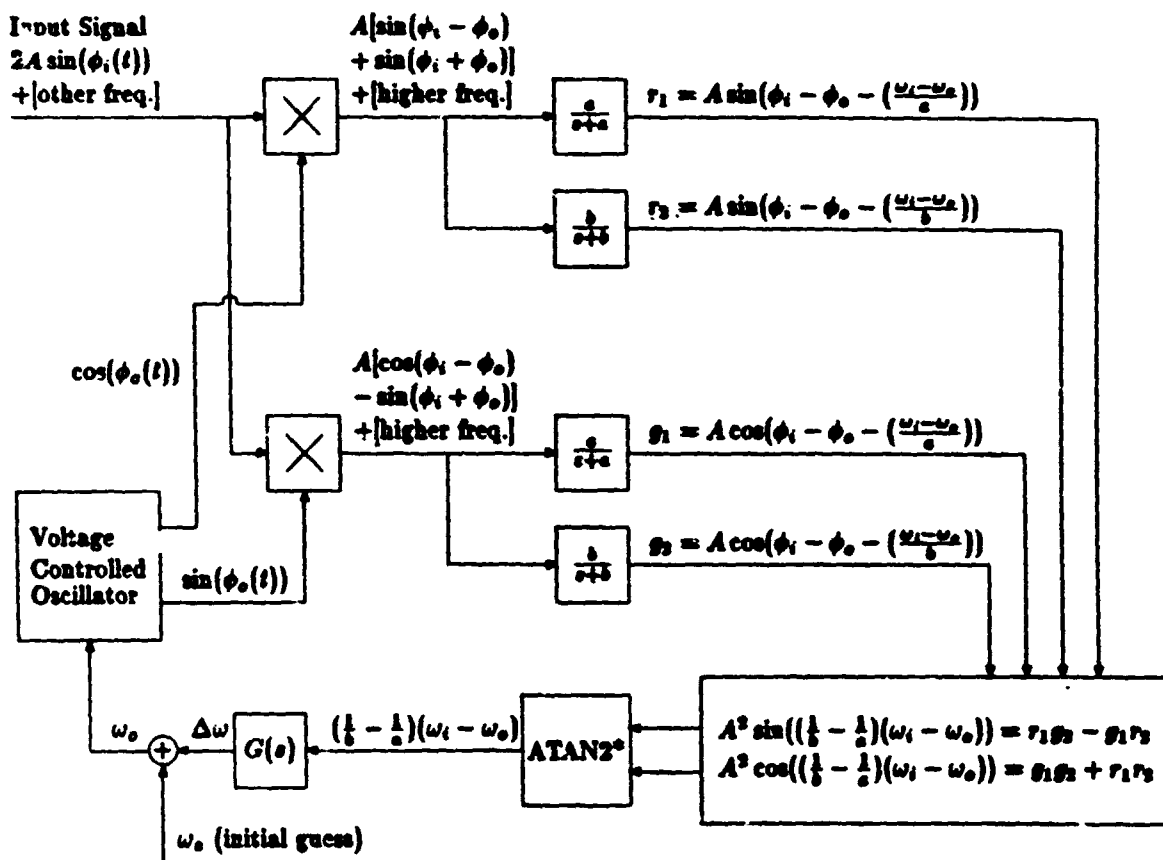 Input Signal
2A sin(ϕᵢ(t))
+[other freq.]
A[sin(ϕᵢ − ϕₒ)
+ sin(ϕᵢ + ϕₒ)]
+[higher freq.]
a/(s+a)
r₁ = A sin(ϕᵢ − ϕₒ − ((ωᵢ−ωₒ)/a))
b/(s+b)
r₂ = A sin(ϕᵢ − ϕₒ − ((ωᵢ−ωₒ)/b))
cos(ϕₒ(t))
A[cos(ϕᵢ − ϕₒ)
− sin(ϕᵢ + ϕₒ)]
+[higher freq.]
a/(s+a)
g₁ = A cos(ϕᵢ − ϕₒ − ((ωᵢ−ωₒ)/a))
b/(s+b)
g₂ = A cos(ϕᵢ − ϕₒ − ((ωᵢ−ωₒ)/b))
Voltage
Controlled
Oscillator
sin(ϕₒ(t))
ωₒ
+
Δω
G(s)
(1/b − 1/a)(ωᵢ − ωₒ)
ATAN2*
A² sin((1/b − 1/a)(ωᵢ − ωₒ)) = r₁g₂ − g₁r₂
A² cos((1/b − 1/a)(ωᵢ − ωₒ)) = g₁g₂ + r₁r₂
ωₒ (initial guess)